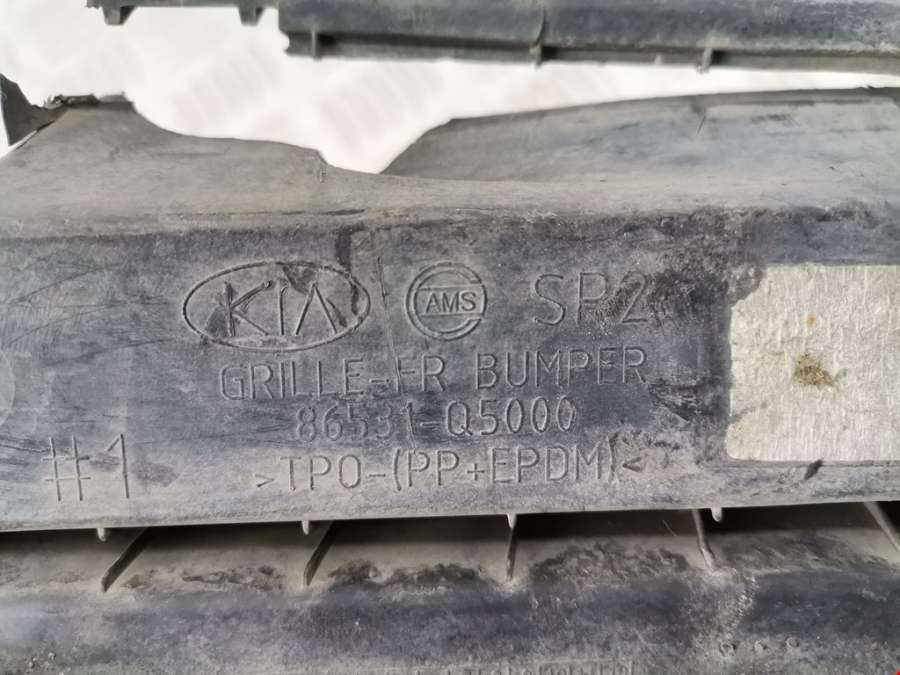 KIA AMS SP2
GRILLE-FR BUMPER
86531-Q5000
#1 >TPO-(PP+EPDM)<